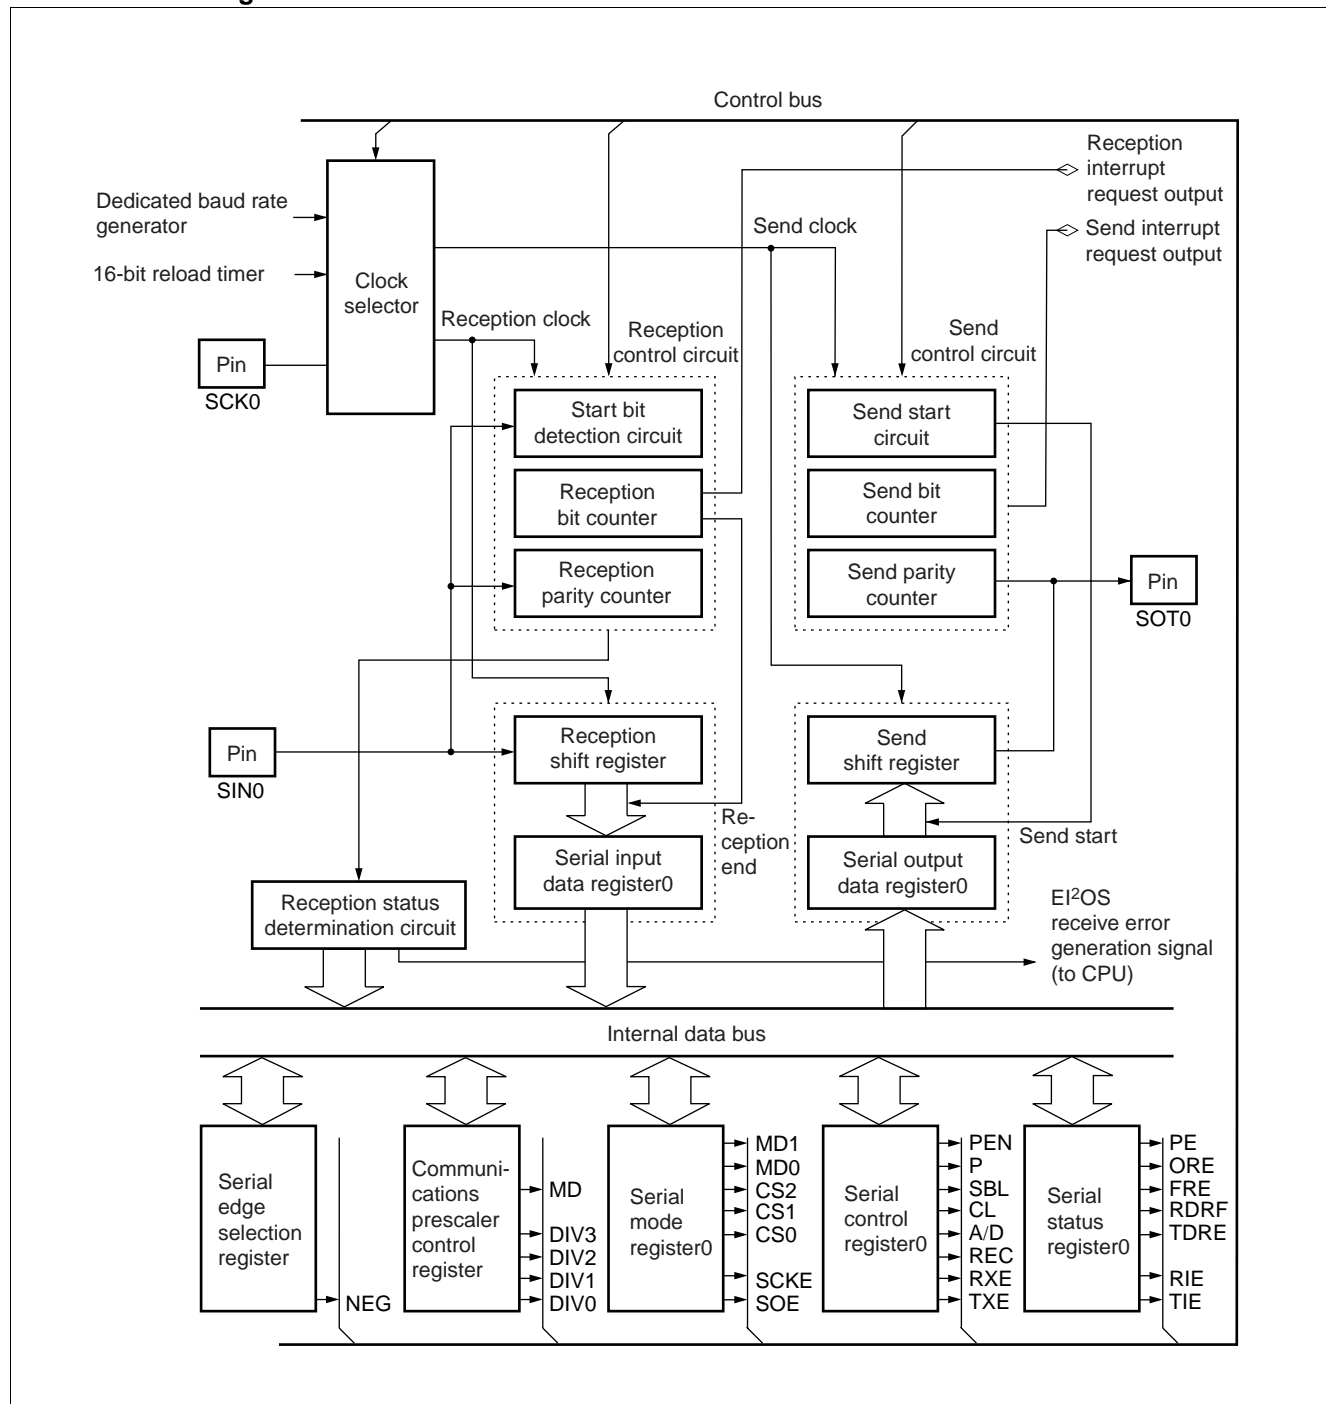 Control bus
Reception
interrupt
request output
Dedicated baud rate
generator
Send clock
Send interrupt
request output
16-bit reload timer
Clock
selector
Reception clock
Reception
control circuit
Send
control circuit
Pin
SCK0
Start bit
detection circuit
Send start
circuit
Reception
bit counter
Send bit
counter
Reception
parity counter
Send parity
counter
Pin
SOT0
Pin
SIN0
Reception
shift register
Send
shift register
Re-
ception
end
Send start
Serial input
data register0
Serial output
data register0
Reception status
determination circuit
EI²OS
receive error
generation signal
(to CPU)
Internal data bus
Serial
edge
selection
register
NEG
Communi-
cations
prescaler
control
register
MD
DIV3
DIV2
DIV1
DIV0
Serial
mode
register0
MD1
MD0
CS2
CS1
CS0
SCKE
SOE
Serial
control
register0
PEN
P
SBL
CL
A/D
REC
RXE
TXE
Serial
status
register0
PE
ORE
FRE
RDRF
TDRE
RIE
TIE